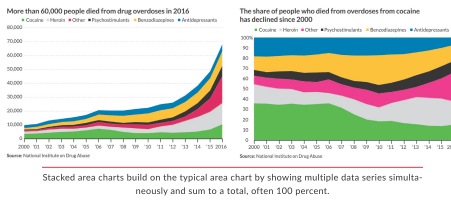 More than 60,000 people died from drug overdoses in 2016
Cocaine Heroin Other Psychostimulants Benzodiazepines Antidepressants
80,000
70,000
60,000
50,000
40,000
30,000
20,000
10,000
0
2000 '01 '02 '03 '04 '05 '06 '07 '08 '09 '10 '11 '12 '13 '14 '15 2016
Source: National Institute on Drug Abuse
The share of people who died from overdoses from cocaine
has declined since 2000
Cocaine Heroin Other Psychostimulants Benzodiazepines Antidepressants
100%
90
80
70
60
50
40
30
20
10
0
2000 '01 '02 '03 '04 '05 '06 '07 '08 '09 '10 '11 '12 '13 '14 '15 2016
Source: National Institute on Drug Abuse
Stacked area charts build on the typical area chart by showing multiple data series simulta-
neously and sum to a total, often 100 percent.